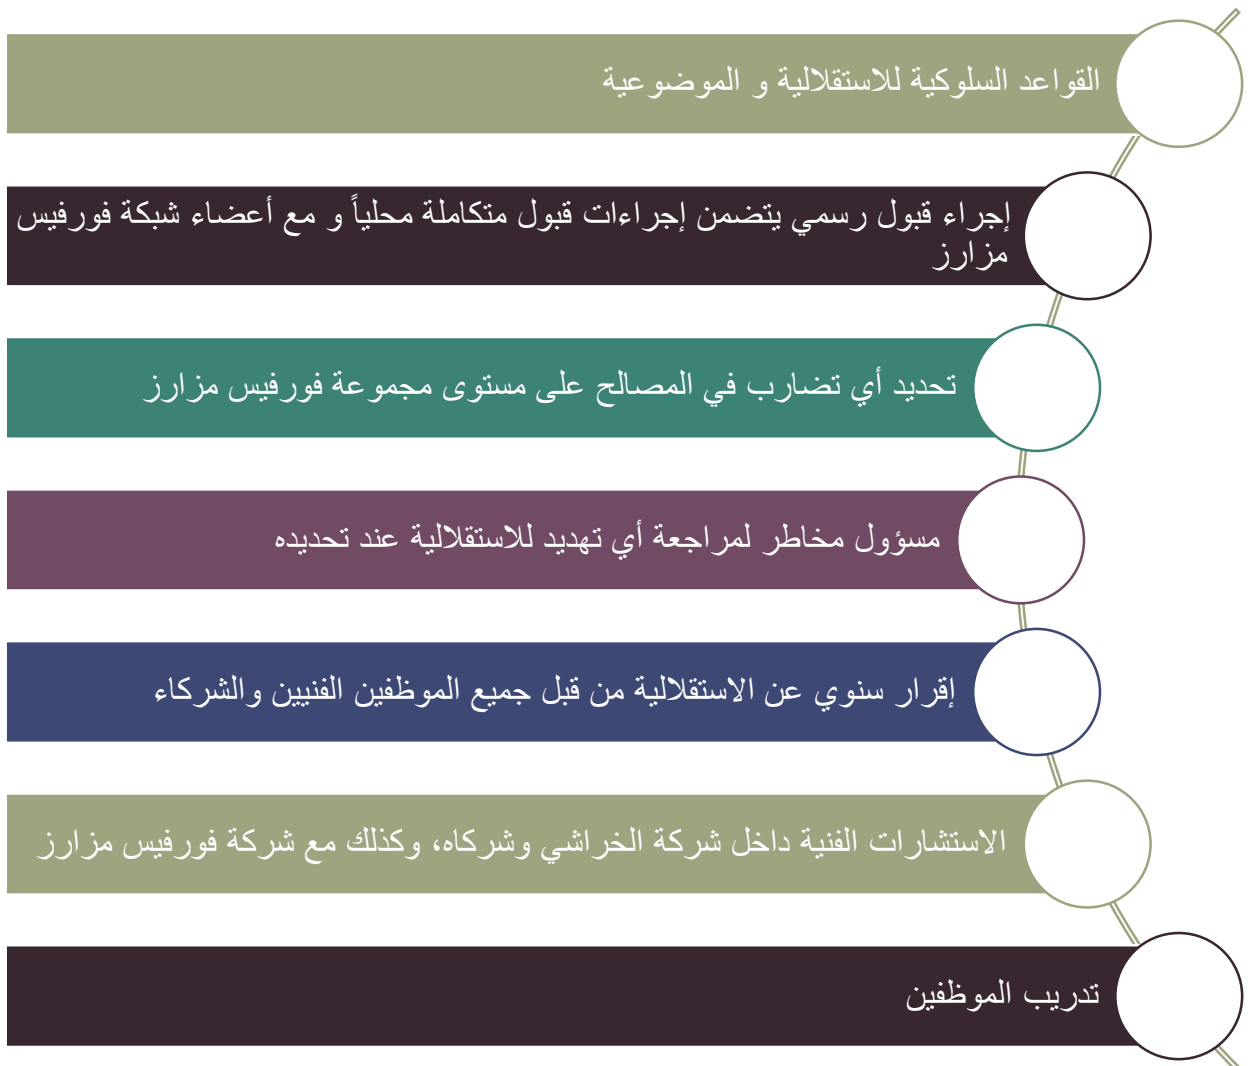 القواعد السلوكية للاستقلالية و الموضوعية
إجراء قبول رسمي يتضمن إجراءات قبول متكاملة محلياً و مع أعضاء شبكة فورفيس
مزارز
تحديد أي تضارب في المصالح على مستوى مجموعة فورفيس مزارز
مسؤول مخاطر لمراجعة أي تهديد للاستقلالية عند تحديده
إقرار سنوي عن الاستقلالية من قبل جميع الموظفين الفنيين والشركاء
الاستشارات الفنية داخل شركة الخراشي وشركاه، وكذلك مع شركة فورفيس مزارز
تدريب الموظفين